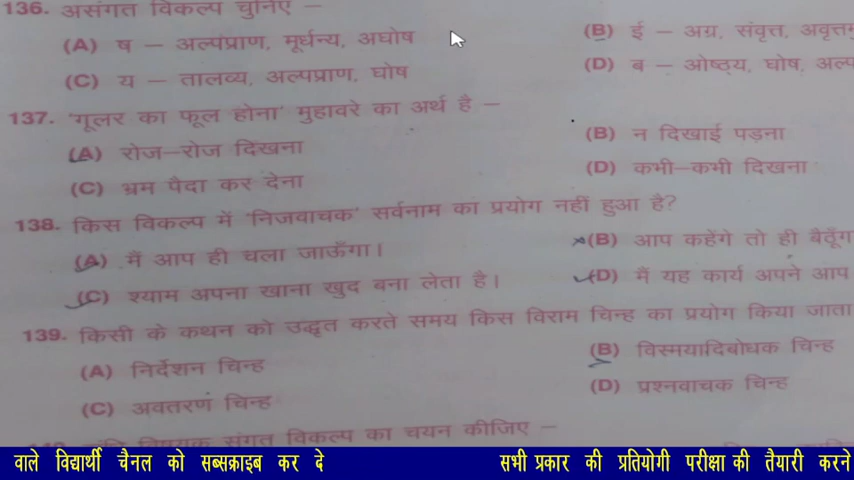 136. असंगत विकल्प चुनिए –
(A) ष – अल्पप्राण, मूर्धन्य, अघोष (B) ई – अग्र, संवृत्त, अवृत्तमु
(C) य – तालव्य, अल्पप्राण, घोष (D) ब – ओष्ठ्य, घोष, अल्प
137. 'गूलर का फूल होना' मुहावरे का अर्थ है –
(A) रोज–रोज दिखना (B) न दिखाई पड़ना
(C) भ्रम पैदा कर देना (D) कभी–कभी दिखना
138. किस विकल्प में 'निजवाचक' सर्वनाम का प्रयोग नहीं हुआ है?
(A) मैं आप ही चला जाऊँगा। (B) आप कहेंगे तो ही बैठूँग
(C) श्याम अपना खाना खुद बना लेता है। (D) मैं यह कार्य अपने आप
139. किसी के कथन को उद्धृत करते समय किस विराम चिन्ह का प्रयोग किया जाता
(A) निर्देशन चिन्ह (B) विस्मयादिबोधक चिन्ह
(C) अवतरण चिन्ह (D) प्रश्नवाचक चिन्ह
विषयक संगत विकल्प का चयन कीजिए –
वाले विद्यार्थी चैनल को सब्सक्राइब कर दे सभी प्रकार की प्रतियोगी परीक्षा की तैयारी करने